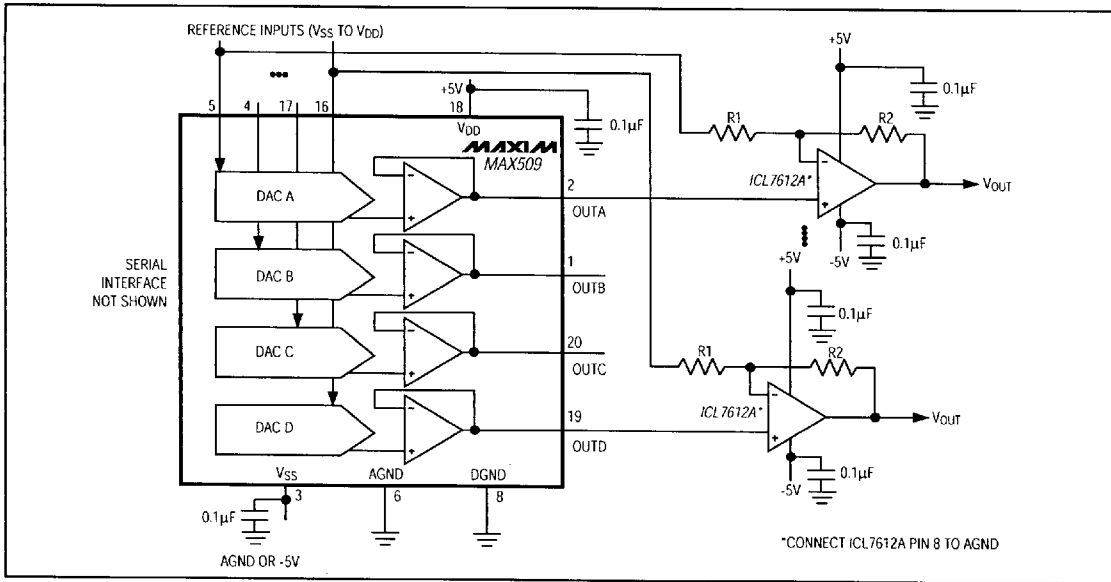 REFERENCE INPUTS (VSS TO VDD)
•••
5 4 17 16
+5V
18
VDD
0.1µF
MAXIM
MAX509
DAC A
2
OUTA
DAC B
1
OUTB
SERIAL
INTERFACE
NOT SHOWN
DAC C
20
OUTC
DAC D
19
OUTD
VSS
3
AGND
6
DGND
8
0.1µF
AGND OR -5V
+5V
0.1µF
R1
R2
ICL7612A*
VOUT
0.1µF
-5V
+5V
0.1µF
R1
R2
ICL7612A*
VOUT
0.1µF
-5V
*CONNECT ICL7612A PIN 8 TO AGND